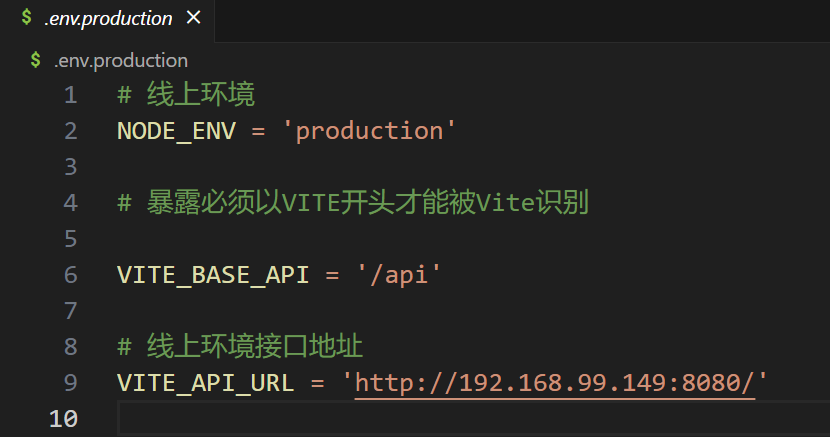 $ .env.production ×
$ .env.production
1 # 线上环境
2 NODE_ENV = 'production'
3
4 # 暴露必须以VITE开头才能被Vite识别
5
6 VITE_BASE_API = '/api'
7
8 # 线上环境接口地址
9 VITE_API_URL = 'http://192.168.99.149:8080/'
10